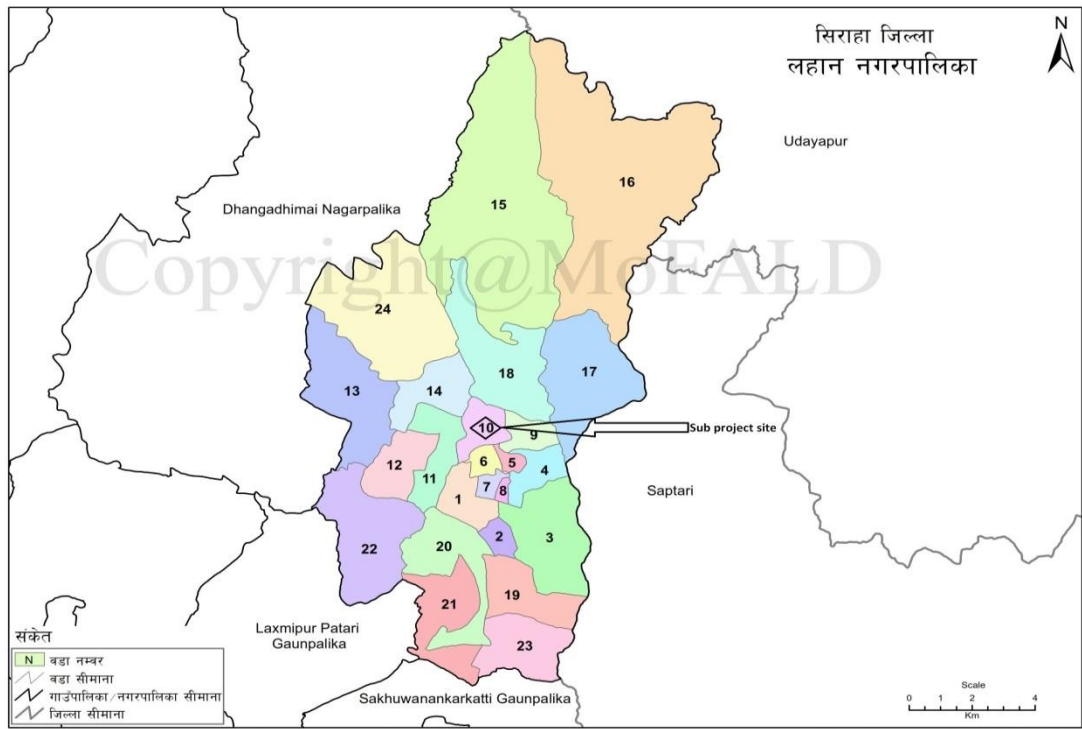 सिराहा जिल्ला
लहान नगरपालिका
N
Udayapur
Dhangadhimai Nagarpalika
Copyright@MoFALD
16
15
24
18
17
13
14
10
9
Sub project site
12
11
6
5
4
7
8
1
Saptari
2
3
20
22
21
19
23
Laxmipur Patari
Gaunpalika
Sakhuwanankarkatti Gaunpalika
संकेत
N वडा नम्वर
वडा सीमाना
गाउँपालिका/नगरपालिका सीमाना
जिल्ला सीमाना
Scale
0 1 2 4
Km